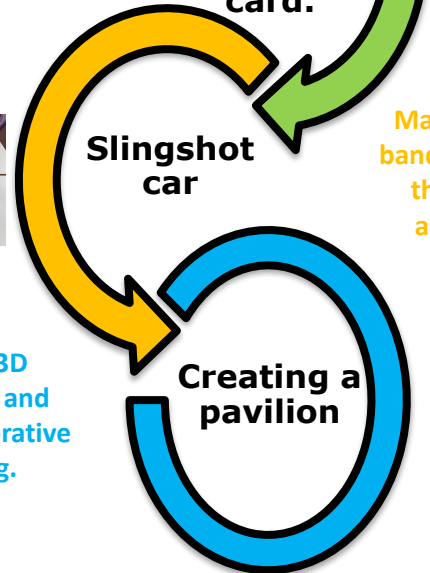 card.
Slingshot
car
Ma
band
th
a
3D
and
rative
g.
Creating a
pavilion